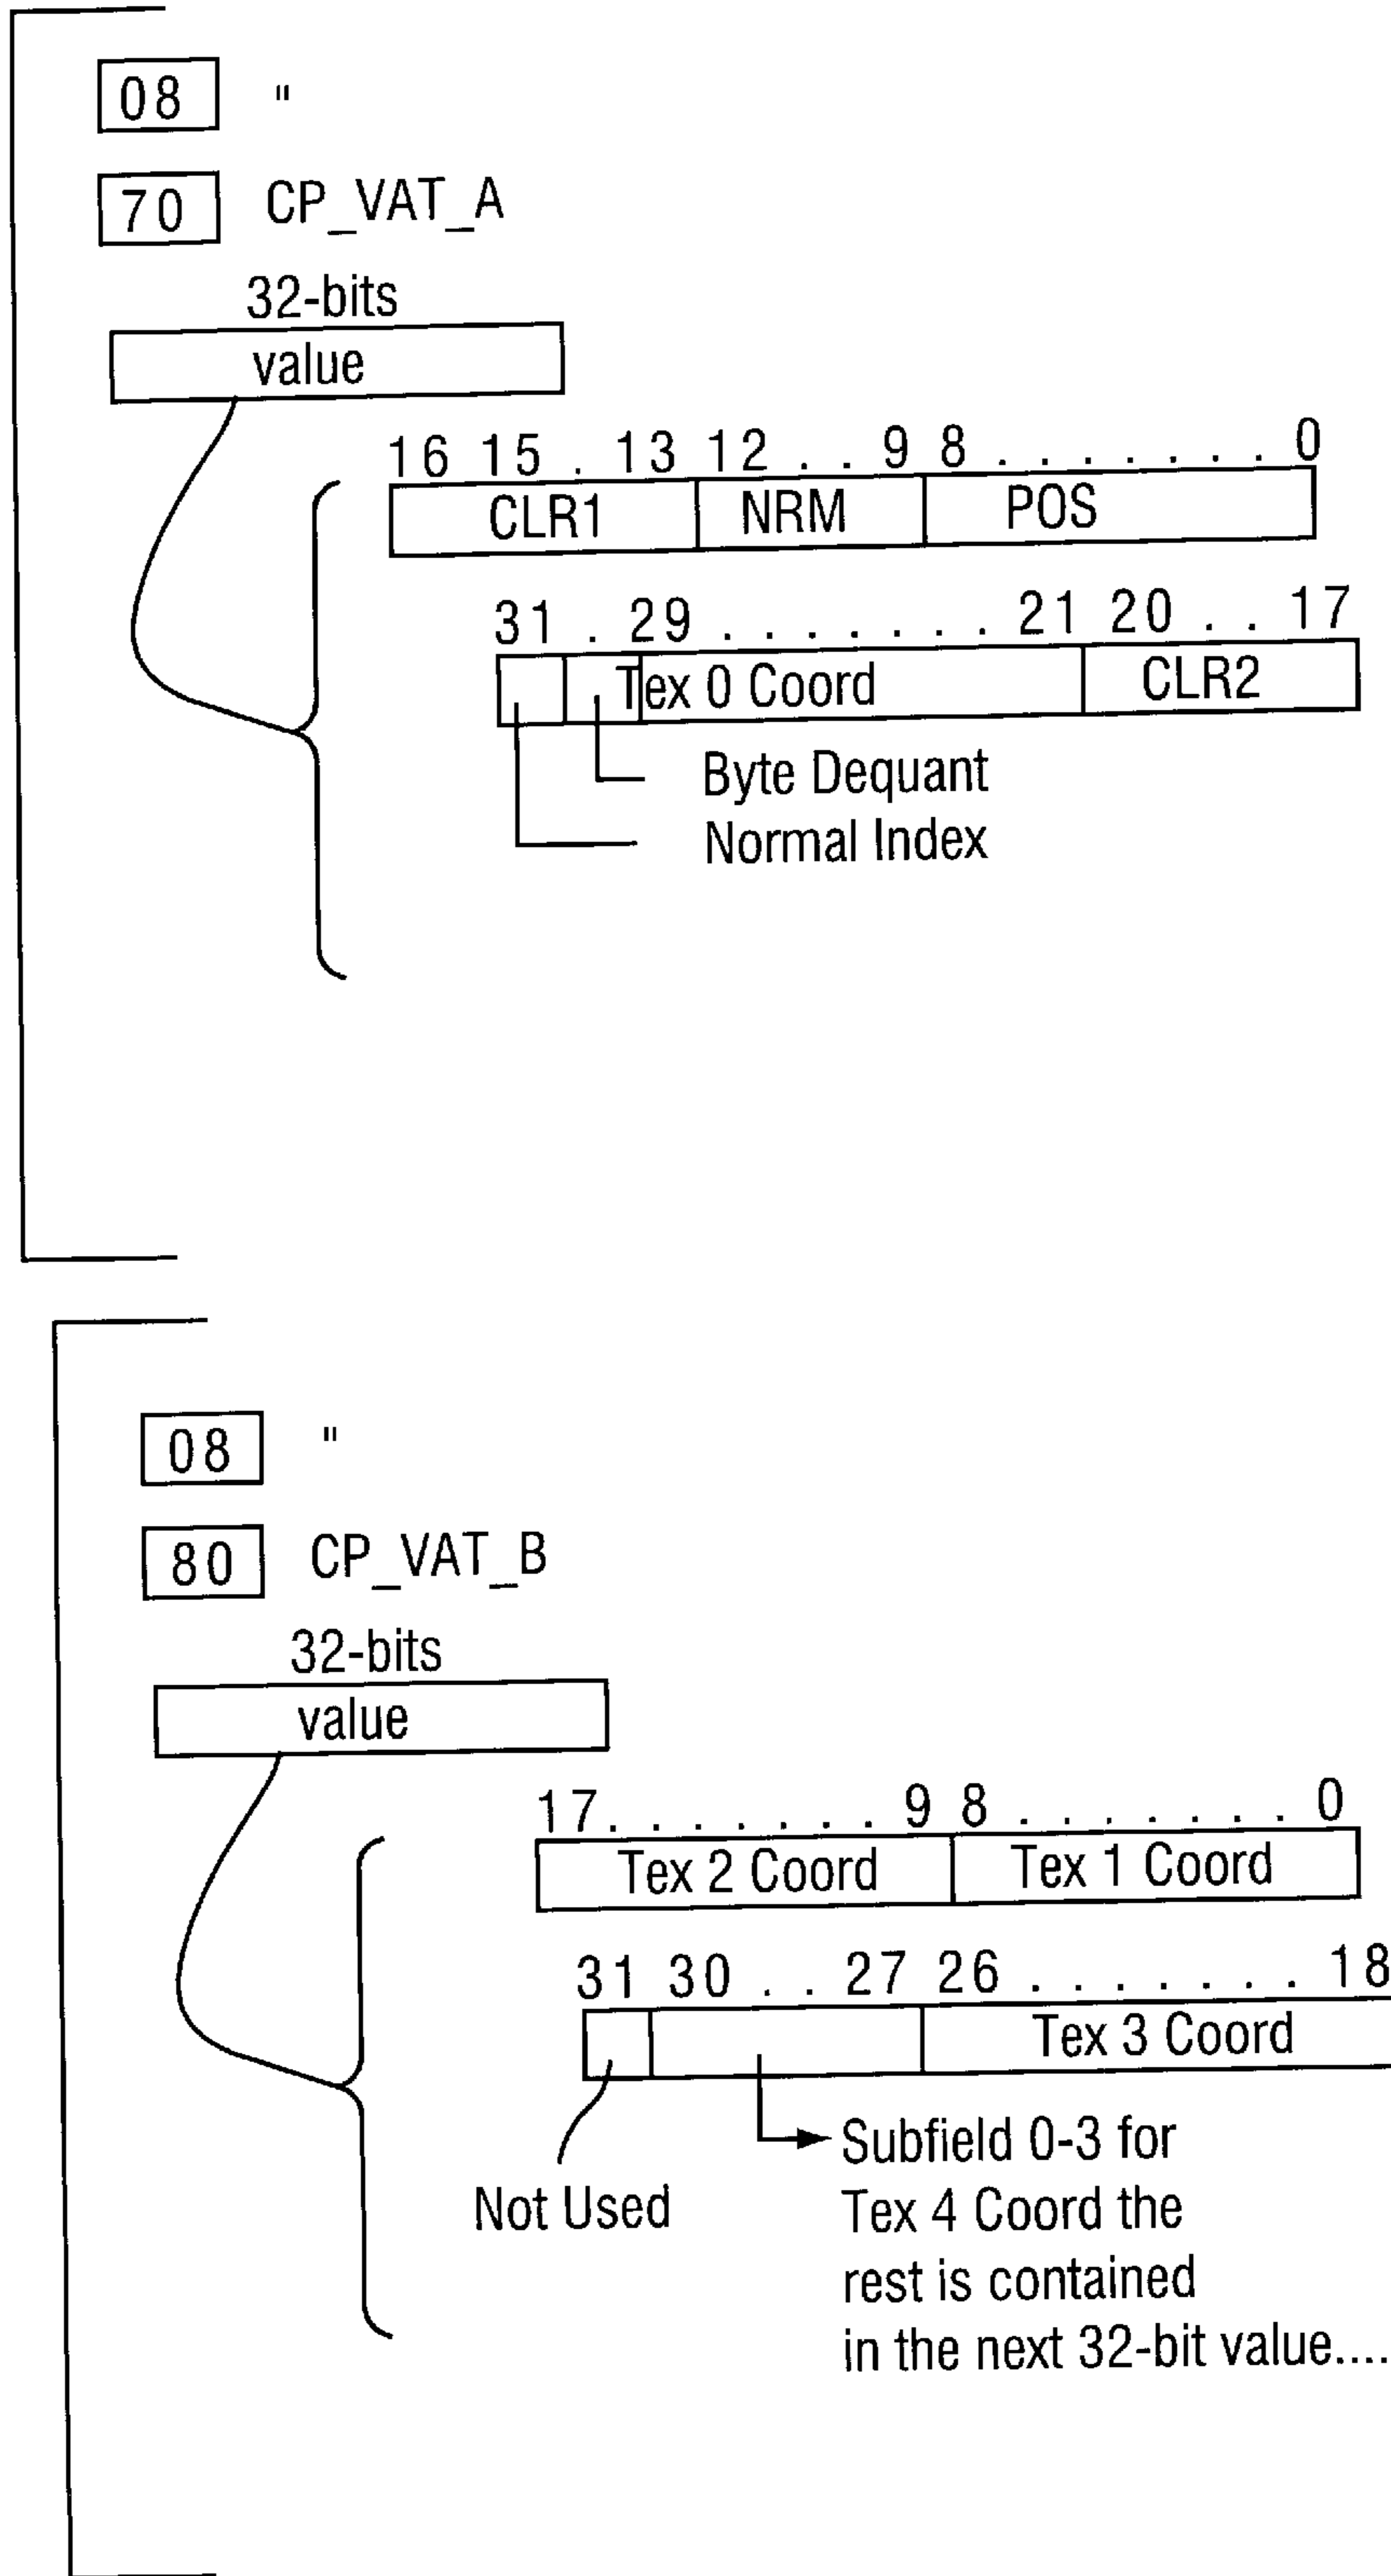 08 "
70 CP_VAT_A
32-bits
value
16 15 . 13 12 . . 9 8 . . . . . . . 0
CLR1 NRM POS
31 . 29 . . . . . . . 21 20 . . 17
Tex 0 Coord CLR2
Byte Dequant
Normal Index
08 "
80 CP_VAT_B
32-bits
value
17. . . . . . . 9 8 . . . . . . . 0
Tex 2 Coord Tex 1 Coord
31 30 . . 27 26 . . . . . . . 18
Tex 3 Coord
Subfield 0-3 for
Not Used Tex 4 Coord the
rest is contained
in the next 32-bit value....